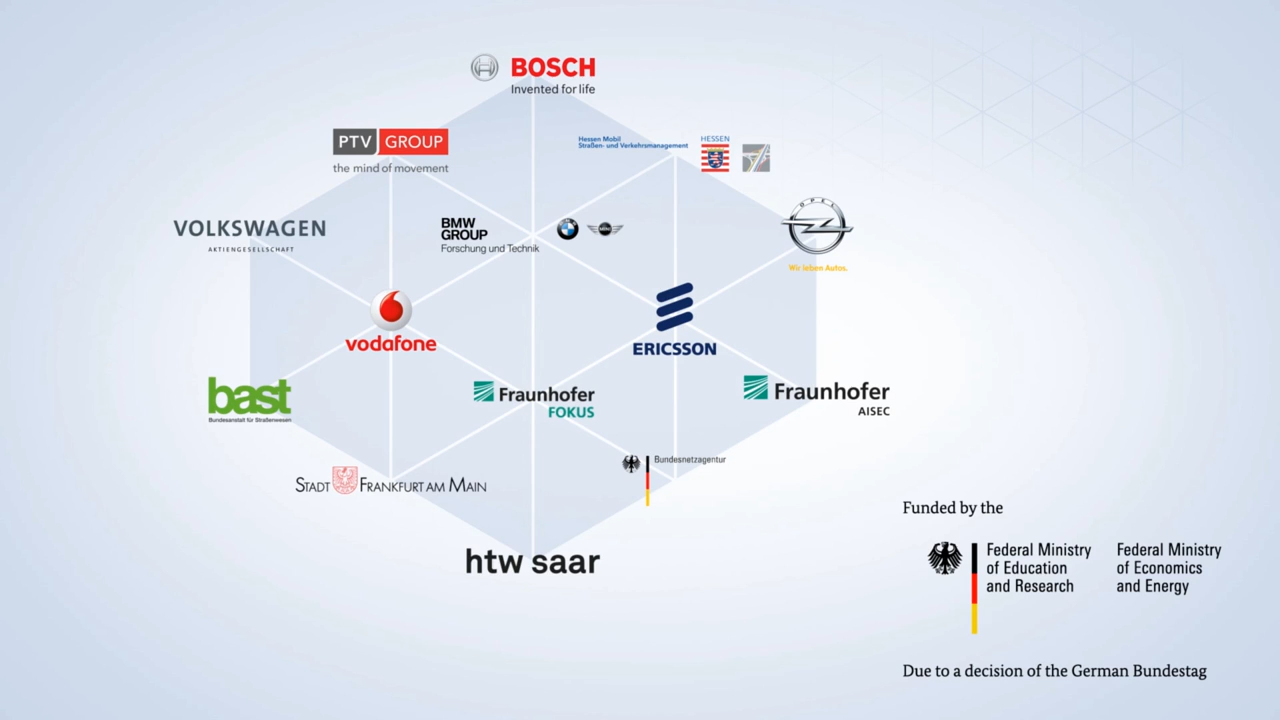 BOSCH
Invented for life
PTV GROUP
the mind of movement
Hessen Mobil
Straßen- und Verkehrsmanagement
HESSEN
VOLKSWAGEN
AKTIENGESELLSCHAFT
BMW
GROUP
Forschung und Technik
MINI
OPEL
Wir leben Autos.
vodafone
ERICSSON
bast
Bundesanstalt für Straßenwesen
Fraunhofer
FOKUS
Fraunhofer
AISEC
Bundesnetzagentur
STADT FRANKFURT AM MAIN
htw saar
Funded by the
Federal Ministry
of Education
and Research
Federal Ministry
of Economics
and Energy
Due to a decision of the German Bundestag